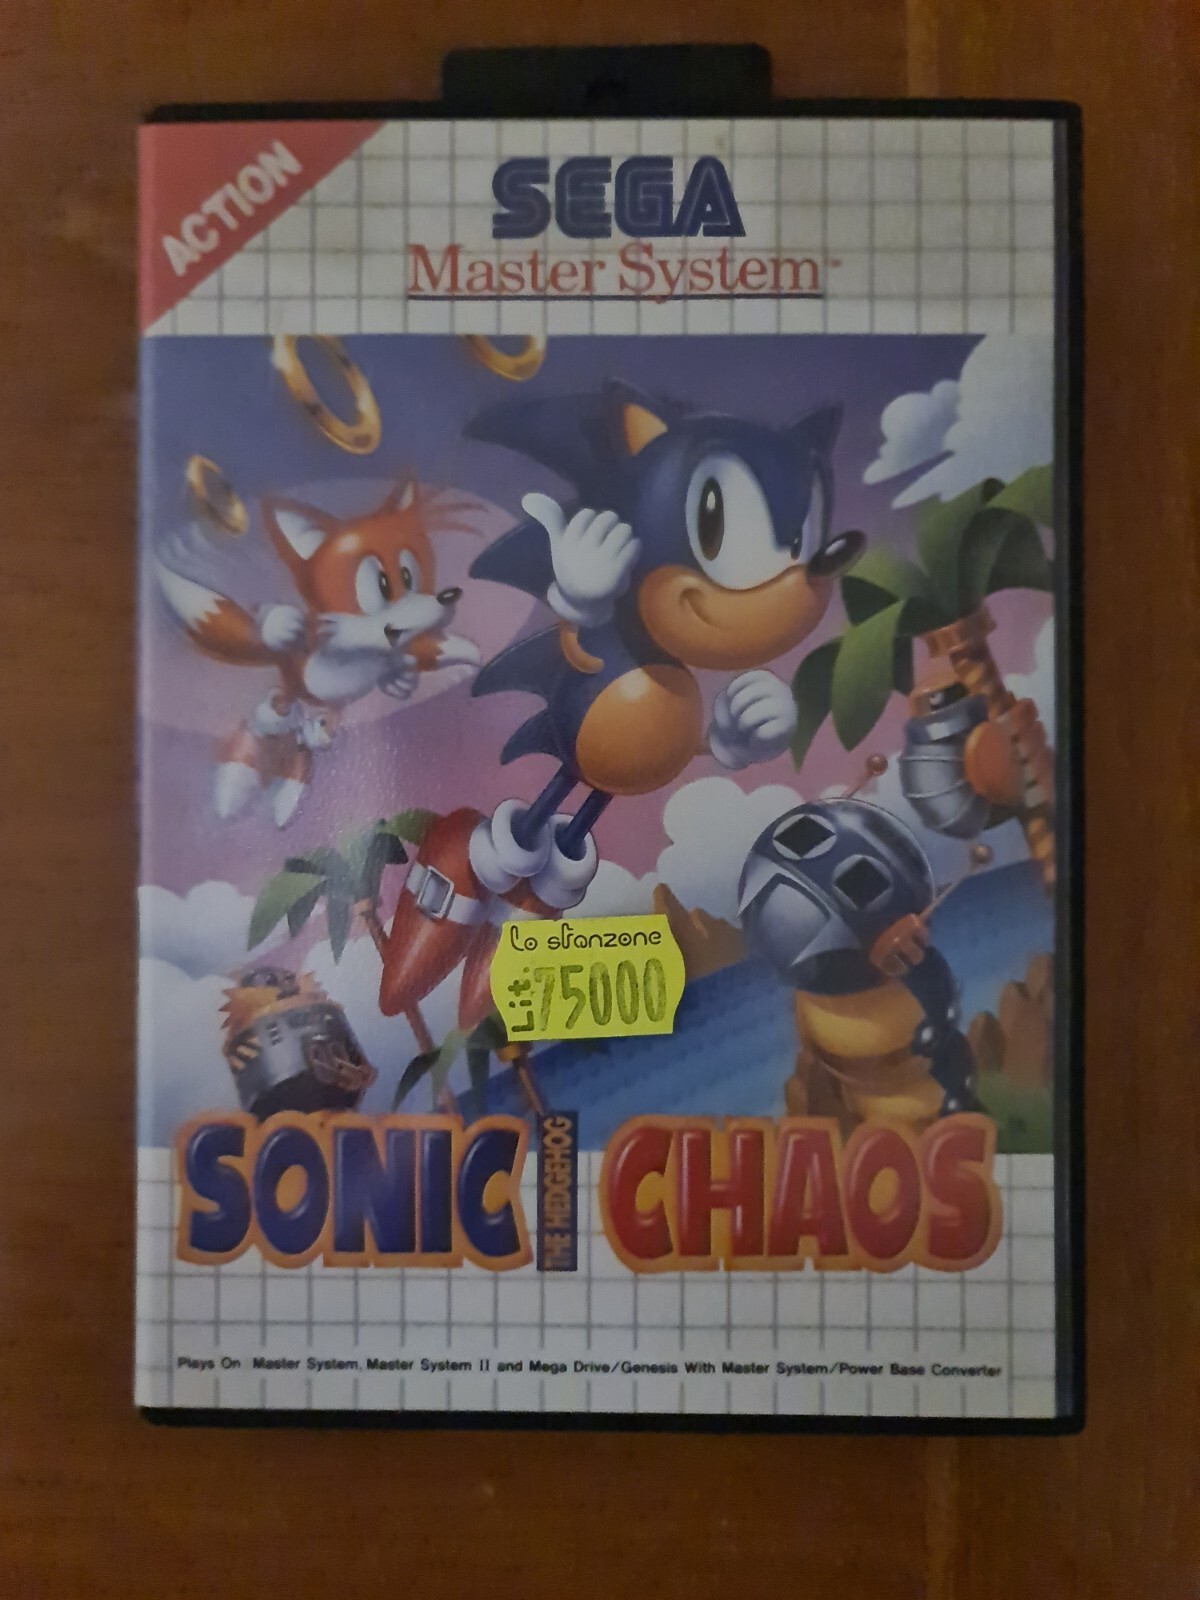 ACTION
SEGA
Master System™
lo stanzone
Lit. 75000
SONIC THE HEDGEHOG CHAOS
Plays On Master System, Master System II and Mega Drive/Genesis With Master System/Power Base Converter